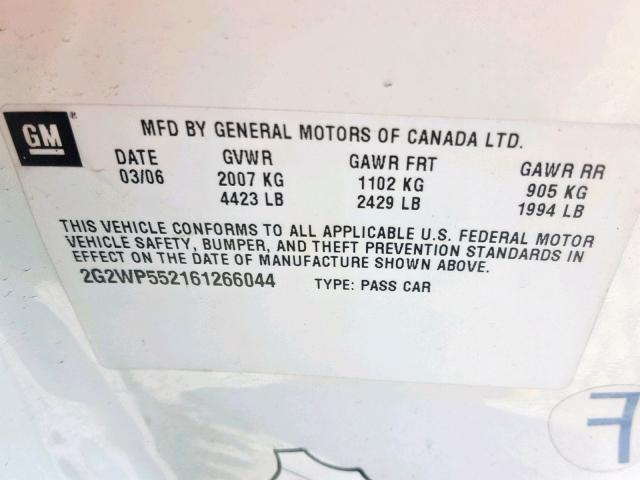 GM
MFD BY GENERAL MOTORS OF CANADA LTD.
DATE GVWR GAWR FRT GAWR RR
03/06 2007 KG 1102 KG 905 KG
4423 LB 2429 LB 1994 LB
THIS VEHICLE CONFORMS TO ALL APPLICABLE U.S. FEDERAL MOTOR
VEHICLE SAFETY, BUMPER, AND THEFT PREVENTION STANDARDS IN
EFFECT ON THE DATE OF MANUFACTURE SHOWN ABOVE.
2G2WP552161266044 TYPE: PASS CAR
F